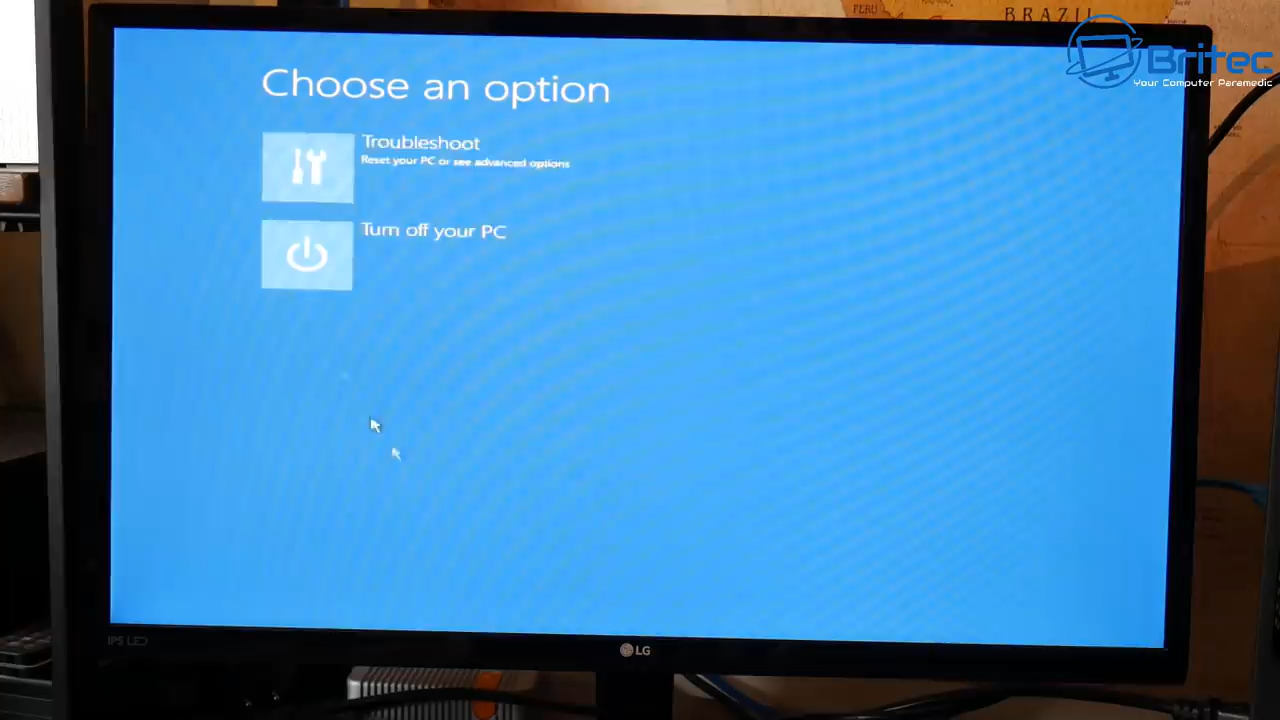 PERU
BRAZIL
Britec
Your Computer Paramedic
Choose an option
Troubleshoot
Reset your PC or see advanced options
Turn off your PC
IPS LED
LG